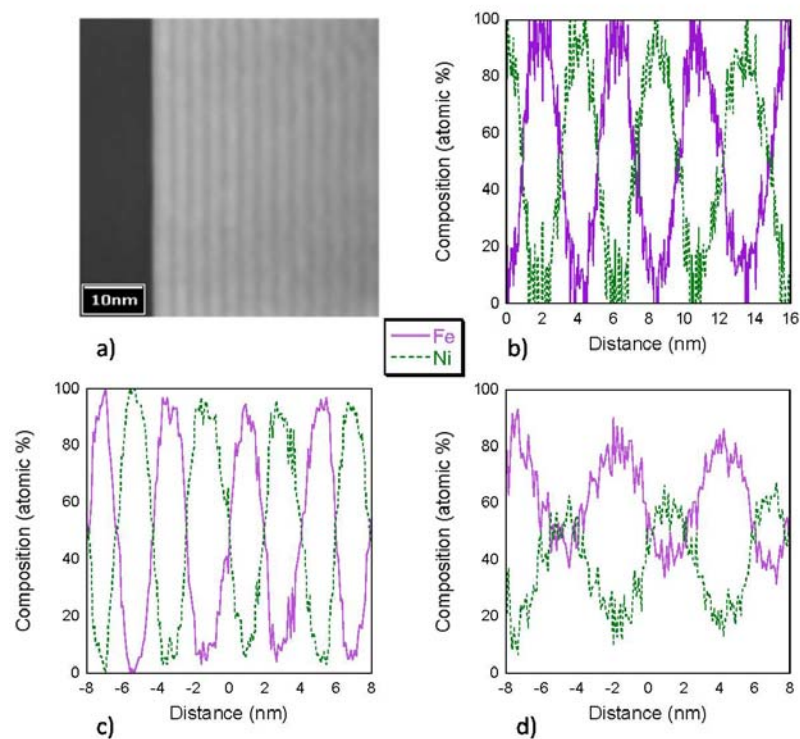 10nm
a)
Composition (atomic %)
100
80
60
40
20
0
0 2 4 6 8 10 12 14 16
Distance (nm)
b)
Fe
Ni
Composition (atomic %)
100
80
60
40
20
0
-8 -6 -4 -2 0 2 4 6 8
Distance (nm)
c)
Composition (atomic %)
100
80
60
40
20
0
-8 -6 -4 -2 0 2 4 6 8
Distance (nm)
d)